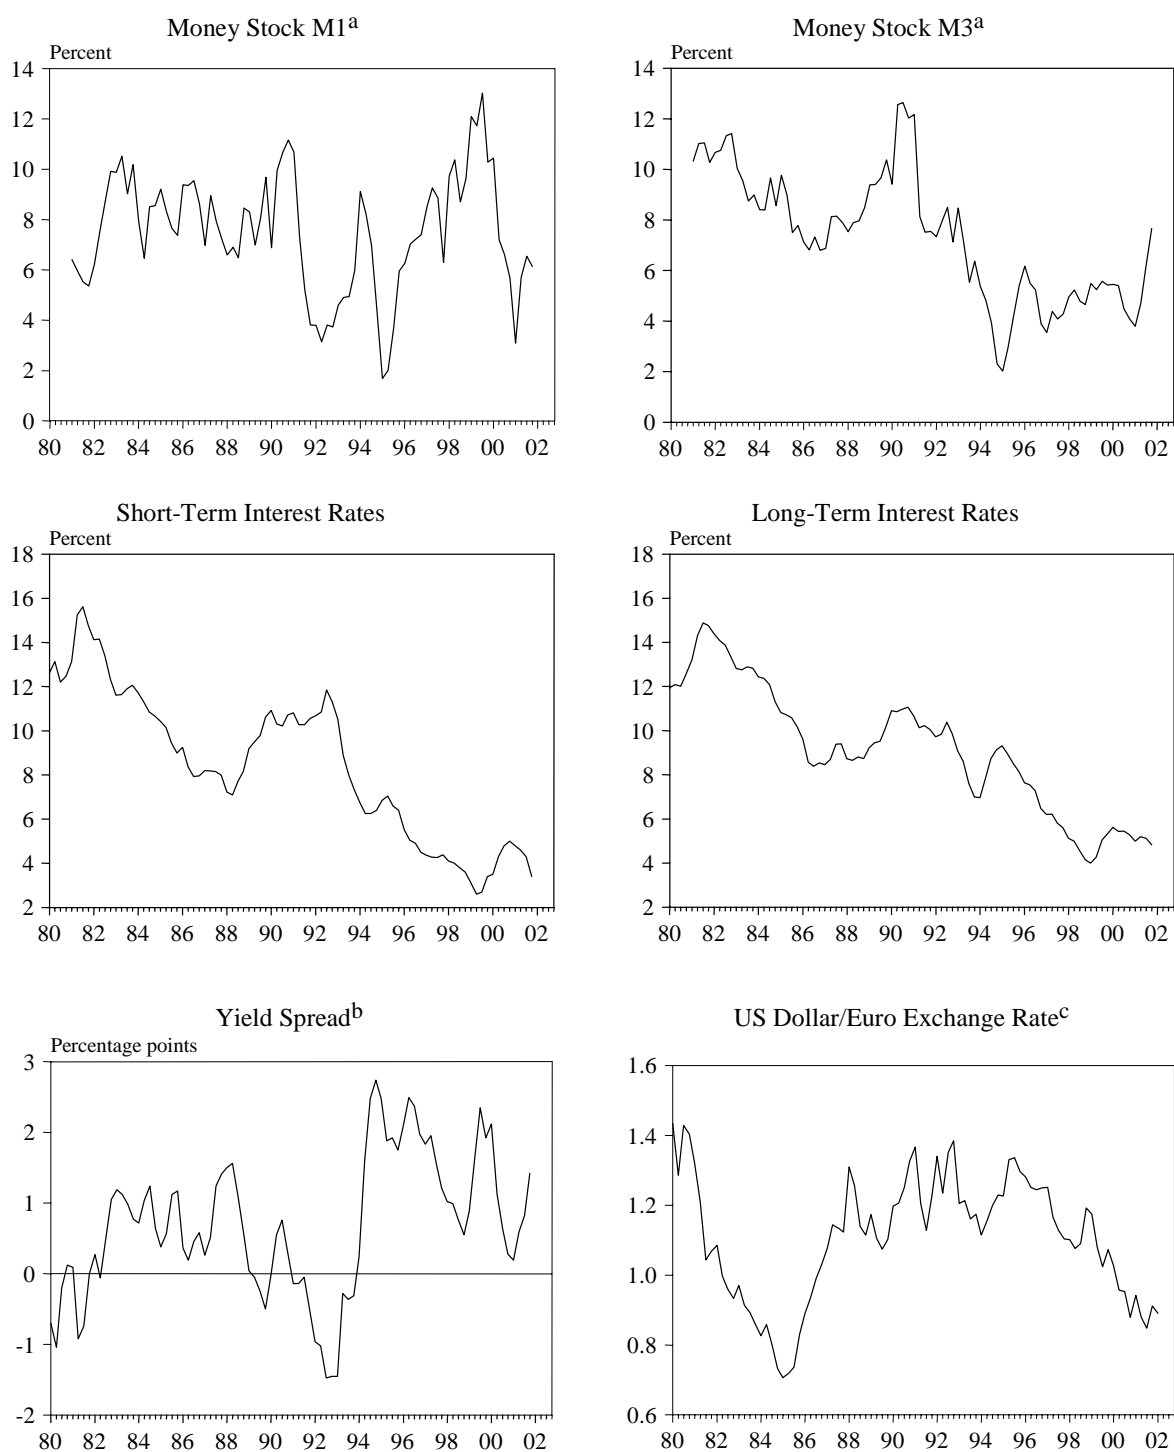 Money Stock M1a
Percent
14
12
10
8
6
4
2
0
80 82 84 86 88 90 92 94 96 98 00 02
Money Stock M3a
Percent
14
12
10
8
6
4
2
0
80 82 84 86 88 90 92 94 96 98 00 02
Short-Term Interest Rates
Percent
18
16
14
12
10
8
6
4
2
80 82 84 86 88 90 92 94 96 98 00 02
Long-Term Interest Rates
Percent
18
16
14
12
10
8
6
4
2
80 82 84 86 88 90 92 94 96 98 00 02
Yield Spreadb
Percentage points
3
2
1
0
-1
-2
80 82 84 86 88 90 92 94 96 98 00 02
US Dollar/Euro Exchange Ratec
1.6
1.4
1.2
1.0
0.8
0.6
80 82 84 86 88 90 92 94 96 98 00 02